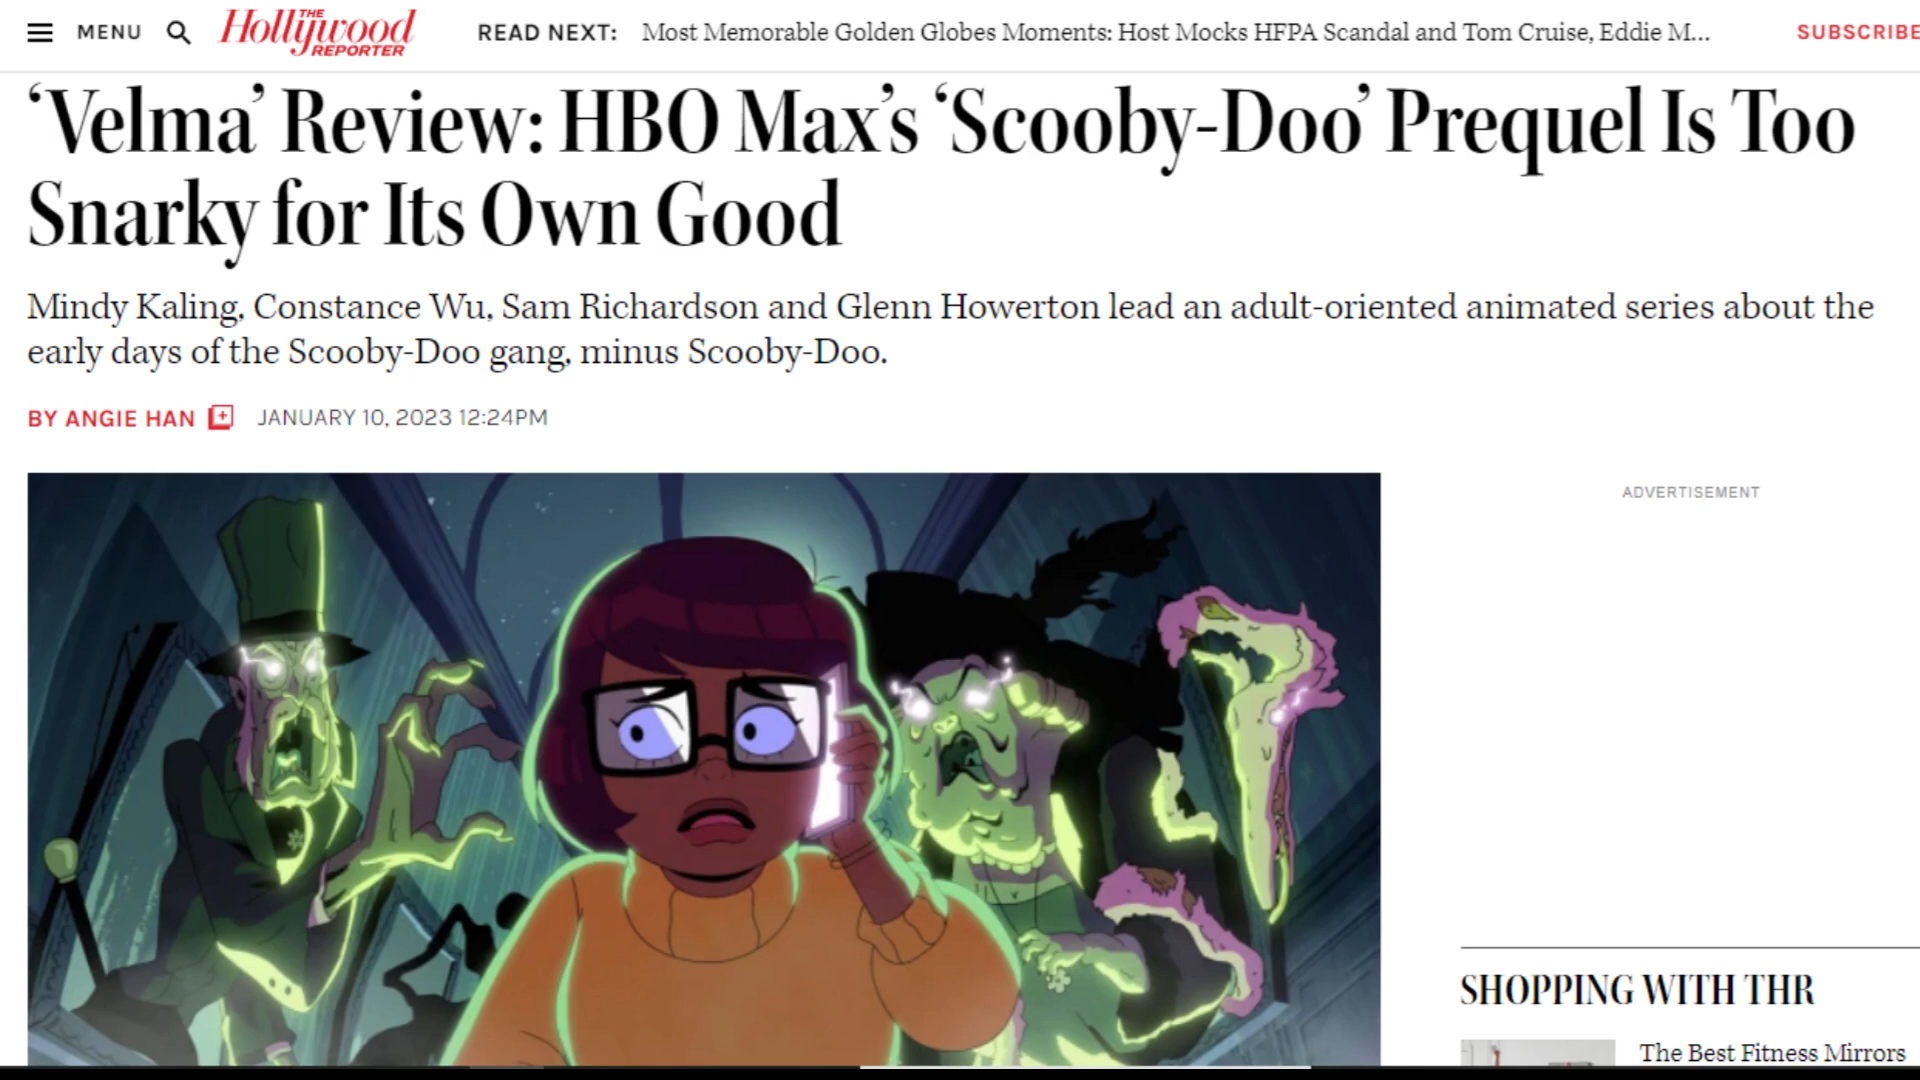 MENU
THE
Hollywood
REPORTER
READ NEXT: Most Memorable Golden Globes Moments: Host Mocks HFPA Scandal and Tom Cruise, Eddie M...
SUBSCRIBE
‘Velma’ Review: HBO Max’s ‘Scooby-Doo’ Prequel Is Too
Snarky for Its Own Good
Mindy Kaling, Constance Wu, Sam Richardson and Glenn Howerton lead an adult-oriented animated series about the
early days of the Scooby-Doo gang, minus Scooby-Doo.
BY ANGIE HAN JANUARY 10, 2023 12:24PM
ADVERTISEMENT
SHOPPING WITH THR
The Best Fitness Mirrors